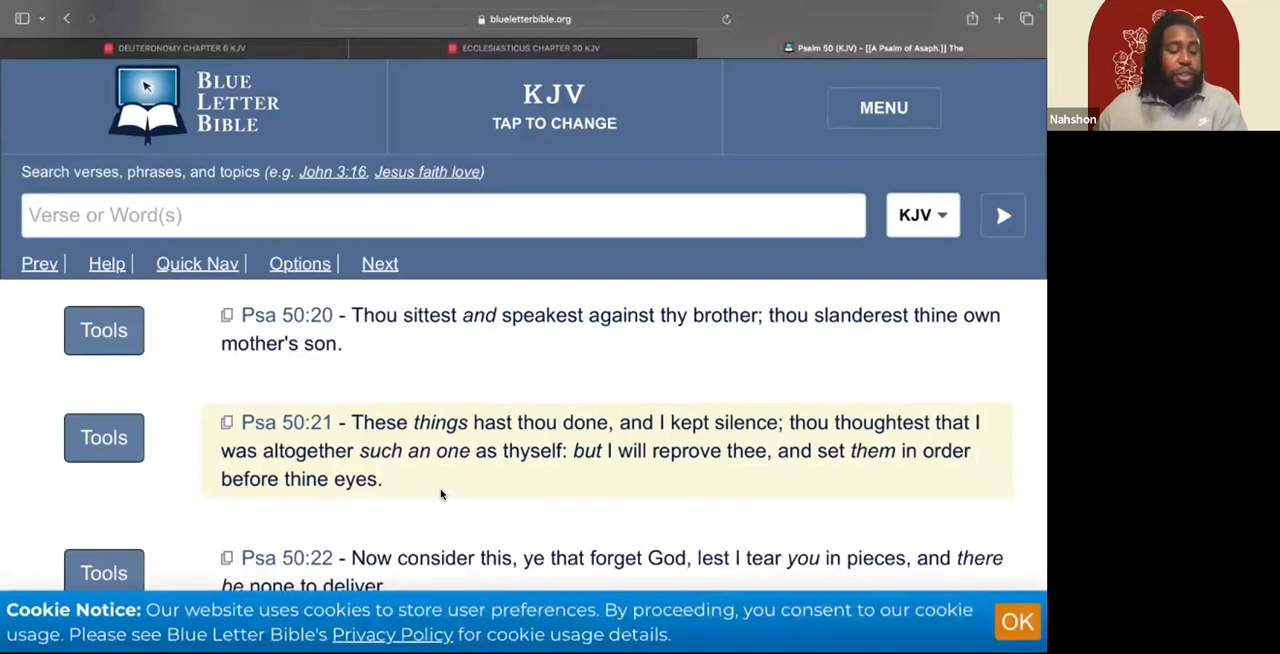 blueletterbible.org
DEUTERONOMY CHAPTER 6 KJV
ECCLESIASTICUS CHAPTER 30 KJV
Psalm 50 (KJV) - [[A Psalm of Asaph.]] The
BLUE
LETTER
BIBLE
KJV
TAP TO CHANGE
MENU
Nahshon
Search verses, phrases, and topics (e.g. John 3:16, Jesus faith love)
Verse or Word(s)
KJV
Prev | Help | Quick Nav | Options | Next
Tools
Psa 50:20 - Thou sittest and speakest against thy brother; thou slanderest thine own
mother's son.
Tools
Psa 50:21 - These things hast thou done, and I kept silence; thou thoughtest that I
was altogether such an one as thyself: but I will reprove thee, and set them in order
before thine eyes.
Tools
Psa 50:22 - Now consider this, ye that forget God, lest I tear you in pieces, and there
be none to deliver
Cookie Notice: Our website uses cookies to store user preferences. By proceeding, you consent to our cookie
usage. Please see Blue Letter Bible's Privacy Policy for cookie usage details.
OK